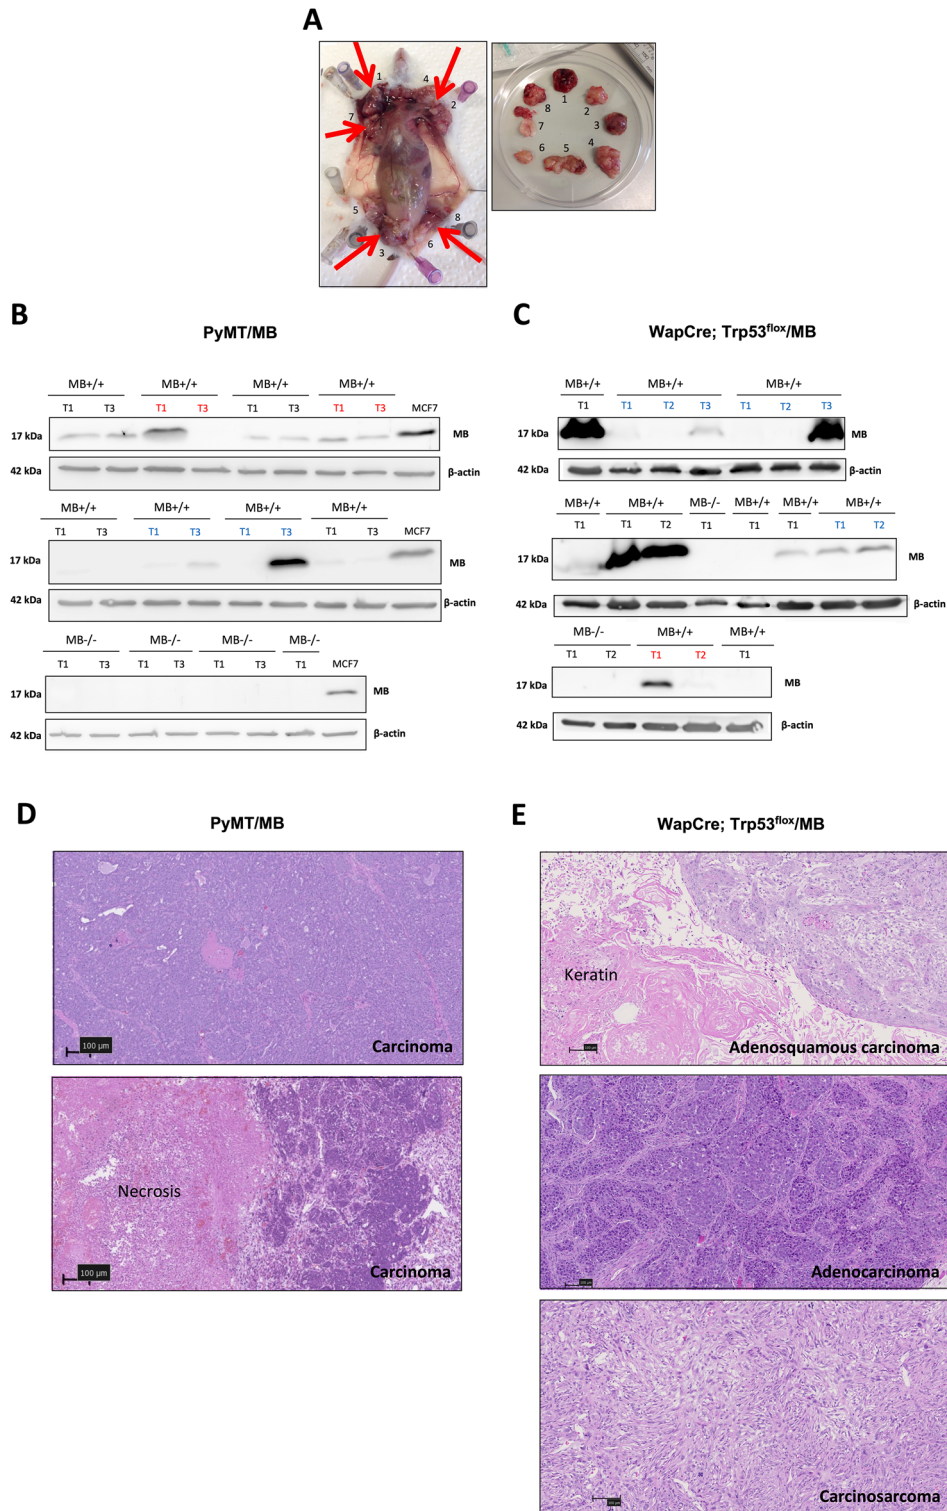 A
1
4
2
7
5
8
6
3
1
8
2
7
3
6
5
4
B
PyMT/MB
MB+/+ MB+/+ MB+/+ MB+/+
T1 T3 T1 T3 T1 T3 T1 T3 MCF7
17 kDa MB
42 kDa β-actin
MB+/+ MB+/+ MB+/+ MB+/+
T1 T3 T1 T3 T1 T3 T1 T3 MCF7
17 kDa MB
42 kDa β-actin
MB-/- MB-/- MB-/- MB-/-
T1 T3 T1 T3 T1 T3 T1 MCF7
17 kDa MB
42 kDa β-actin
C
WapCre; Trp53flox/MB
MB+/+ MB+/+ MB+/+
T1 T1 T2 T3 T1 T2 T3
17 kDa MB
42 kDa β-actin
MB+/+ MB+/+ MB-/- MB+/+ MB+/+ MB+/+
T1 T1 T2 T1 T1 T1 T1 T2
17 kDa MB
42 kDa β-actin
MB-/- MB+/+ MB+/+
T1 T2 T1 T2 T1
17 kDa MB
42 kDa β-actin
D
PyMT/MB
100 µm
Carcinoma
Necrosis
100 µm
Carcinoma
E
WapCre; Trp53flox/MB
Keratin
100 µm
Adenosquamous carcinoma
100 µm
Adenocarcinoma
100 µm
Carcinosarcoma